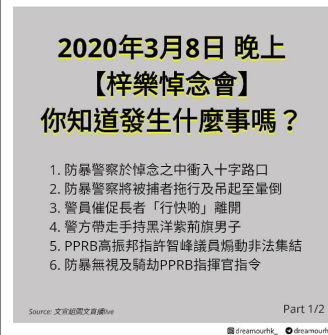 2020年3月8日 晚上
【梓樂悼念會】
你知道發生什麼事嗎？
1. 防暴警察於悼念之中衝入十字路口
2. 防暴警察將被捕者拖行及吊起至暈倒
3. 警員催促長者「行快啲」離開
4. 警方帶走手持黑洋紫荊旗男子
5. PPRB高振邦指許智峰議員煽動非法集結
6. 防暴無視及騎劫PPRB指揮官指令
Source: 文宣組圖文直播live
Part 1/2
dreamourhk_ dreamourh